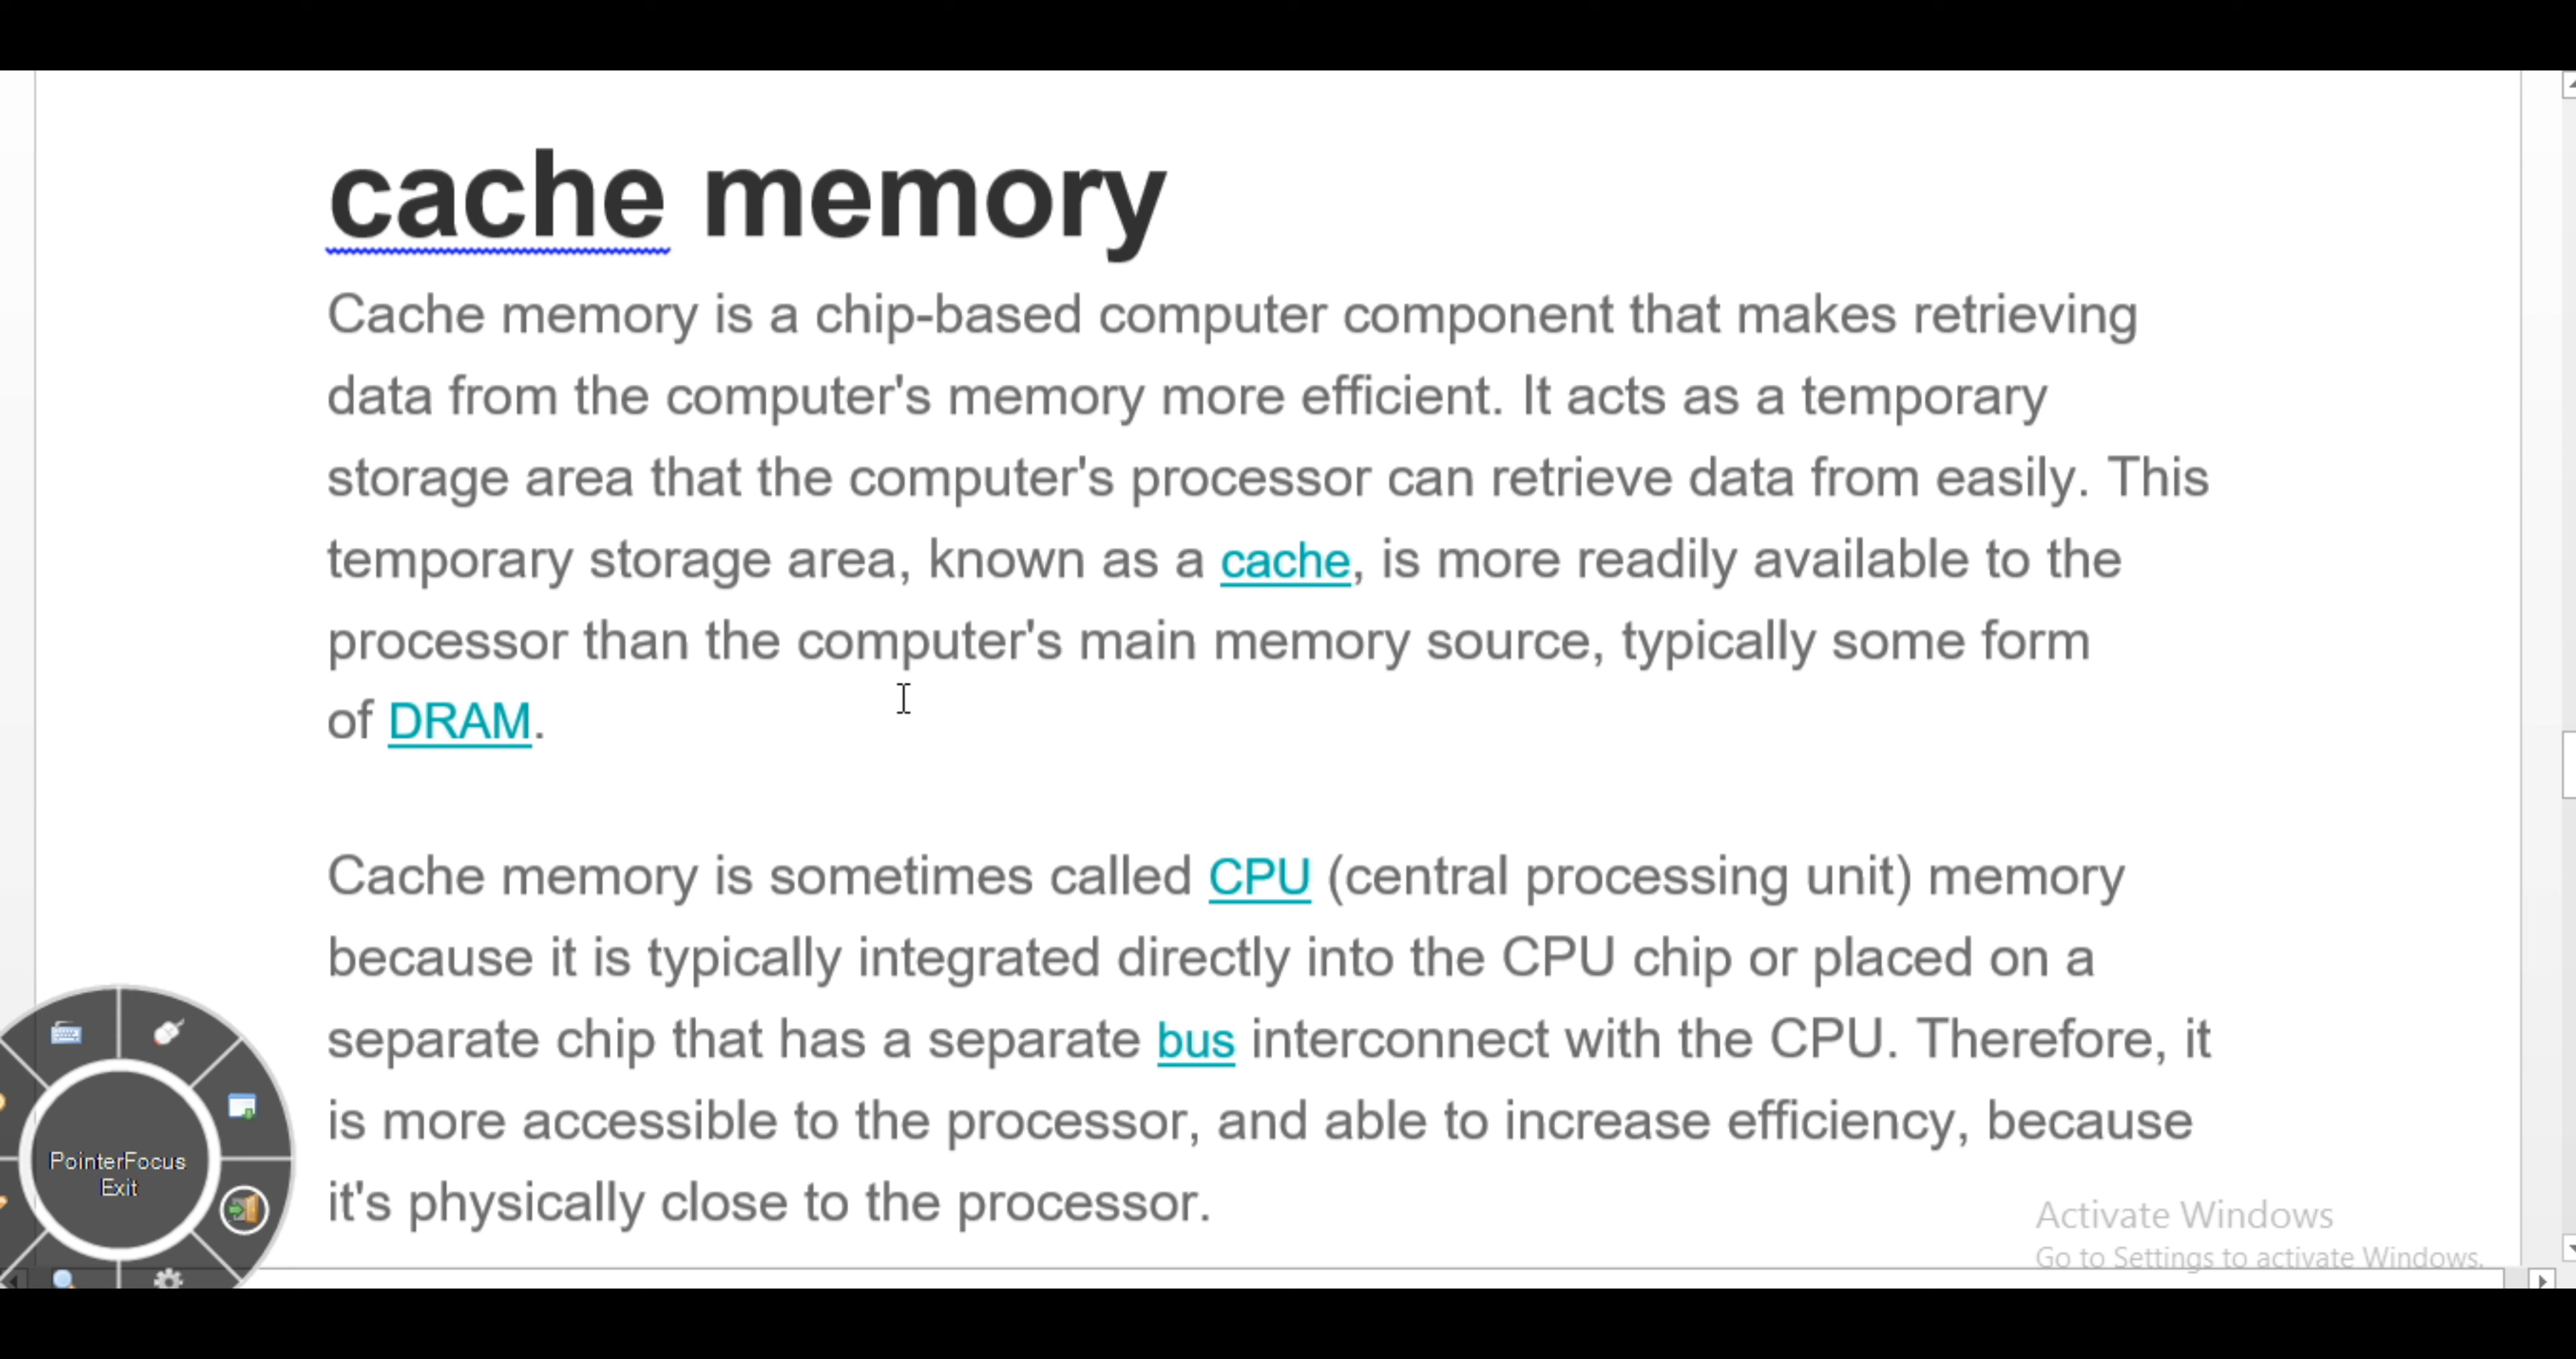 cache memory
Cache memory is a chip-based computer component that makes retrieving
data from the computer's memory more efficient. It acts as a temporary
storage area that the computer's processor can retrieve data from easily. This
temporary storage area, known as a cache, is more readily available to the
processor than the computer's main memory source, typically some form
of DRAM.
Cache memory is sometimes called CPU (central processing unit) memory
because it is typically integrated directly into the CPU chip or placed on a
separate chip that has a separate bus interconnect with the CPU. Therefore, it
is more accessible to the processor, and able to increase efficiency, because
it's physically close to the processor.
PointerFocus
Exit
Activate Windows
Go to Settings to activate Windows.